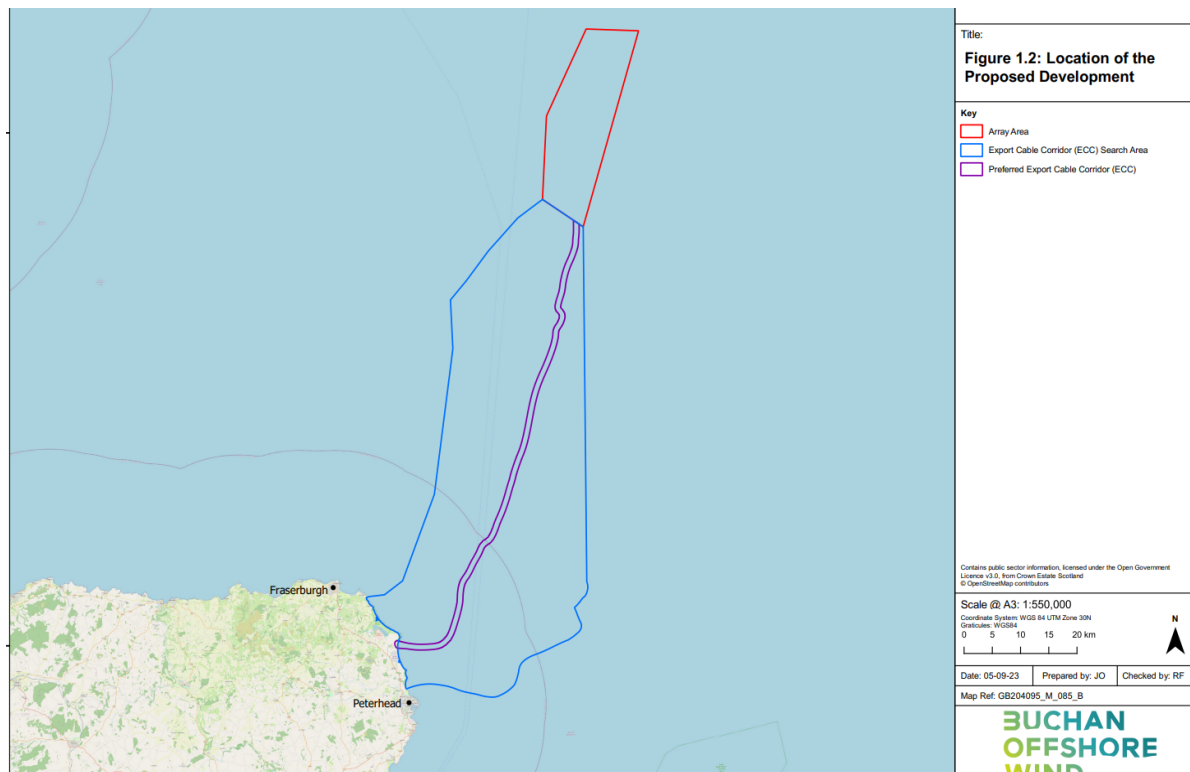 Title:
Figure 1.2: Location of the
Proposed Development
Key
Array Area
Export Cable Corridor (ECC) Search Area
Preferred Export Cable Corridor (ECC)
Fraserburgh
Peterhead
Contains public sector information, licensed under the Open Government
Licence v3.0, from Crown Estate Scotland
© OpenStreetMap contributors
Scale @ A3: 1:550,000
Coordinate System: WGS 84 UTM Zone 30N
Graticules: WGS84
N
0 5 10 15 20 km
Date: 05-09-23 Prepared by: JO Checked by: RF
Map Ref: GB204095_M_085_B
BUCHAN
OFFSHORE
WIND